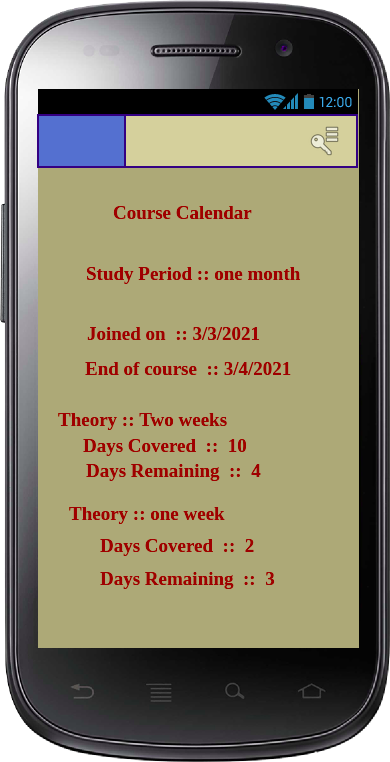 12:00
Course Calendar
Study Period :: one month
Joined on :: 3/3/2021
End of course :: 3/4/2021
Theory :: Two weeks
Days Covered :: 10
Days Remaining :: 4
Theory :: one week
Days Covered :: 2
Days Remaining :: 3